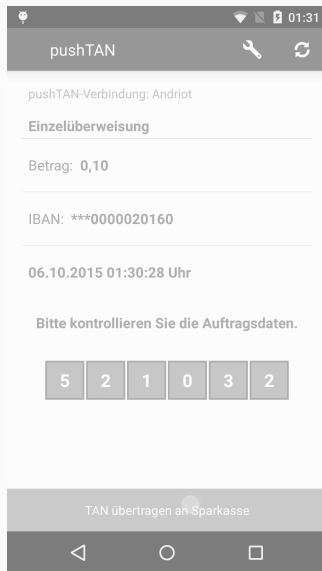 01:31
pushTAN
pushTAN-Verbindung: Andriot
Einzelüberweisung
Betrag: 0,10
IBAN: ***0000020160
06.10.2015 01:30:28 Uhr
Bitte kontrollieren Sie die Auftragsdaten.
5 2 1 0 3 2
TAN übertragen an Sparkasse